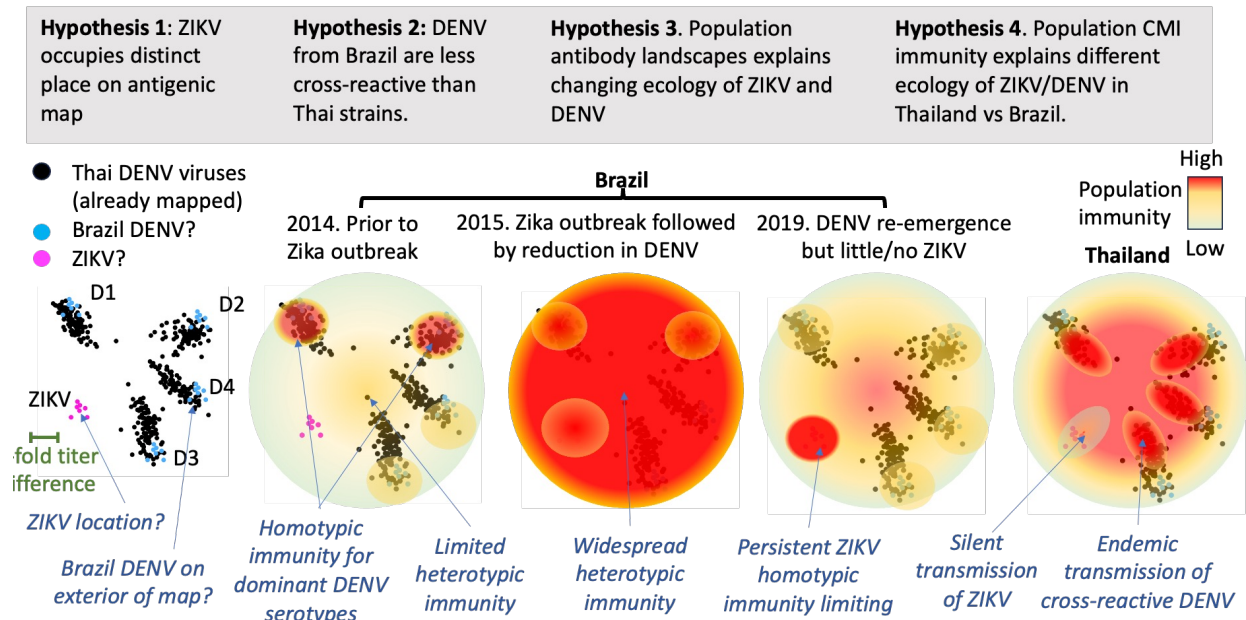 Hypothesis 1: ZIKV
occupies distinct
place on antigenic
map
Hypothesis 2: DENV
from Brazil are less
cross-reactive than
Thai strains.
Hypothesis 3. Population
antibody landscapes explains
changing ecology of ZIKV and
DENV
Hypothesis 4. Population CMI
immunity explains different
ecology of ZIKV/DENV in
Thailand vs Brazil.
Thai DENV viruses
(already mapped)
Brazil DENV?
ZIKV?
Brazil
2014. Prior to
Zika outbreak
2015. Zika outbreak followed
by reduction in DENV
2019. DENV re-emergence
but little/no ZIKV
High
Population
immunity
Low
Thailand
D1
D2
D4
ZIKV
D3
-fold titer
ifference
ZIKV location?
Brazil DENV on
exterior of map?
Homotypic
immunity for
dominant DENV
serotypes
Limited
heterotypic
immunity
Widespread
heterotypic
immunity
Persistent ZIKV
homotypic
immunity limiting
Silent
transmission
of ZIKV
Endemic
transmission of
cross-reactive DENV